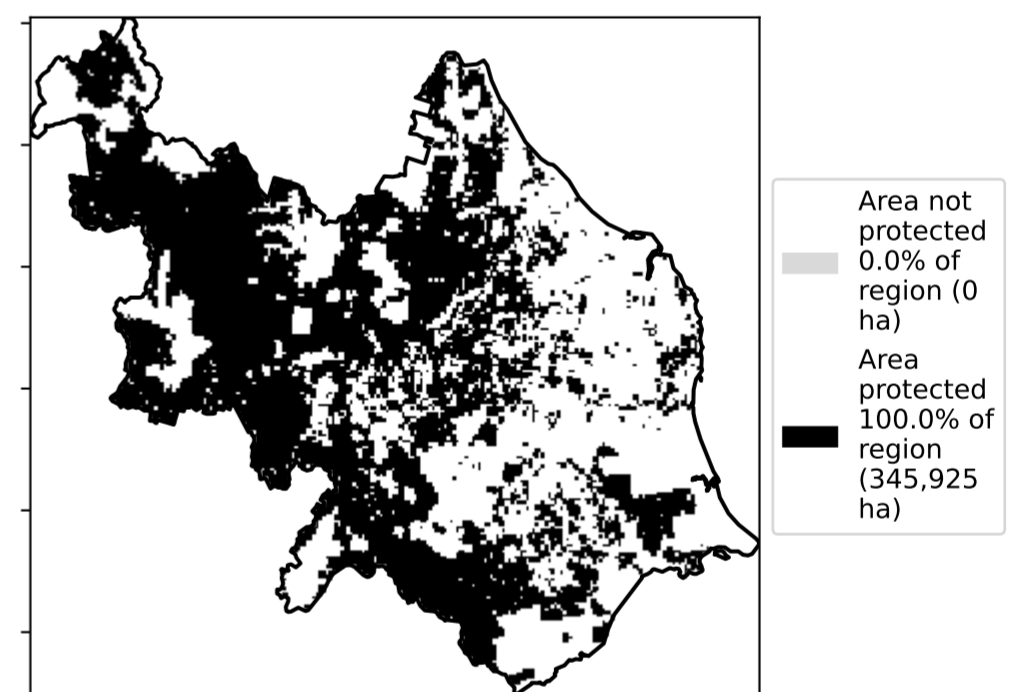 Area not
protected
0.0% of
region (0
ha)
Area
protected
100.0% of
region
(345,925
ha)